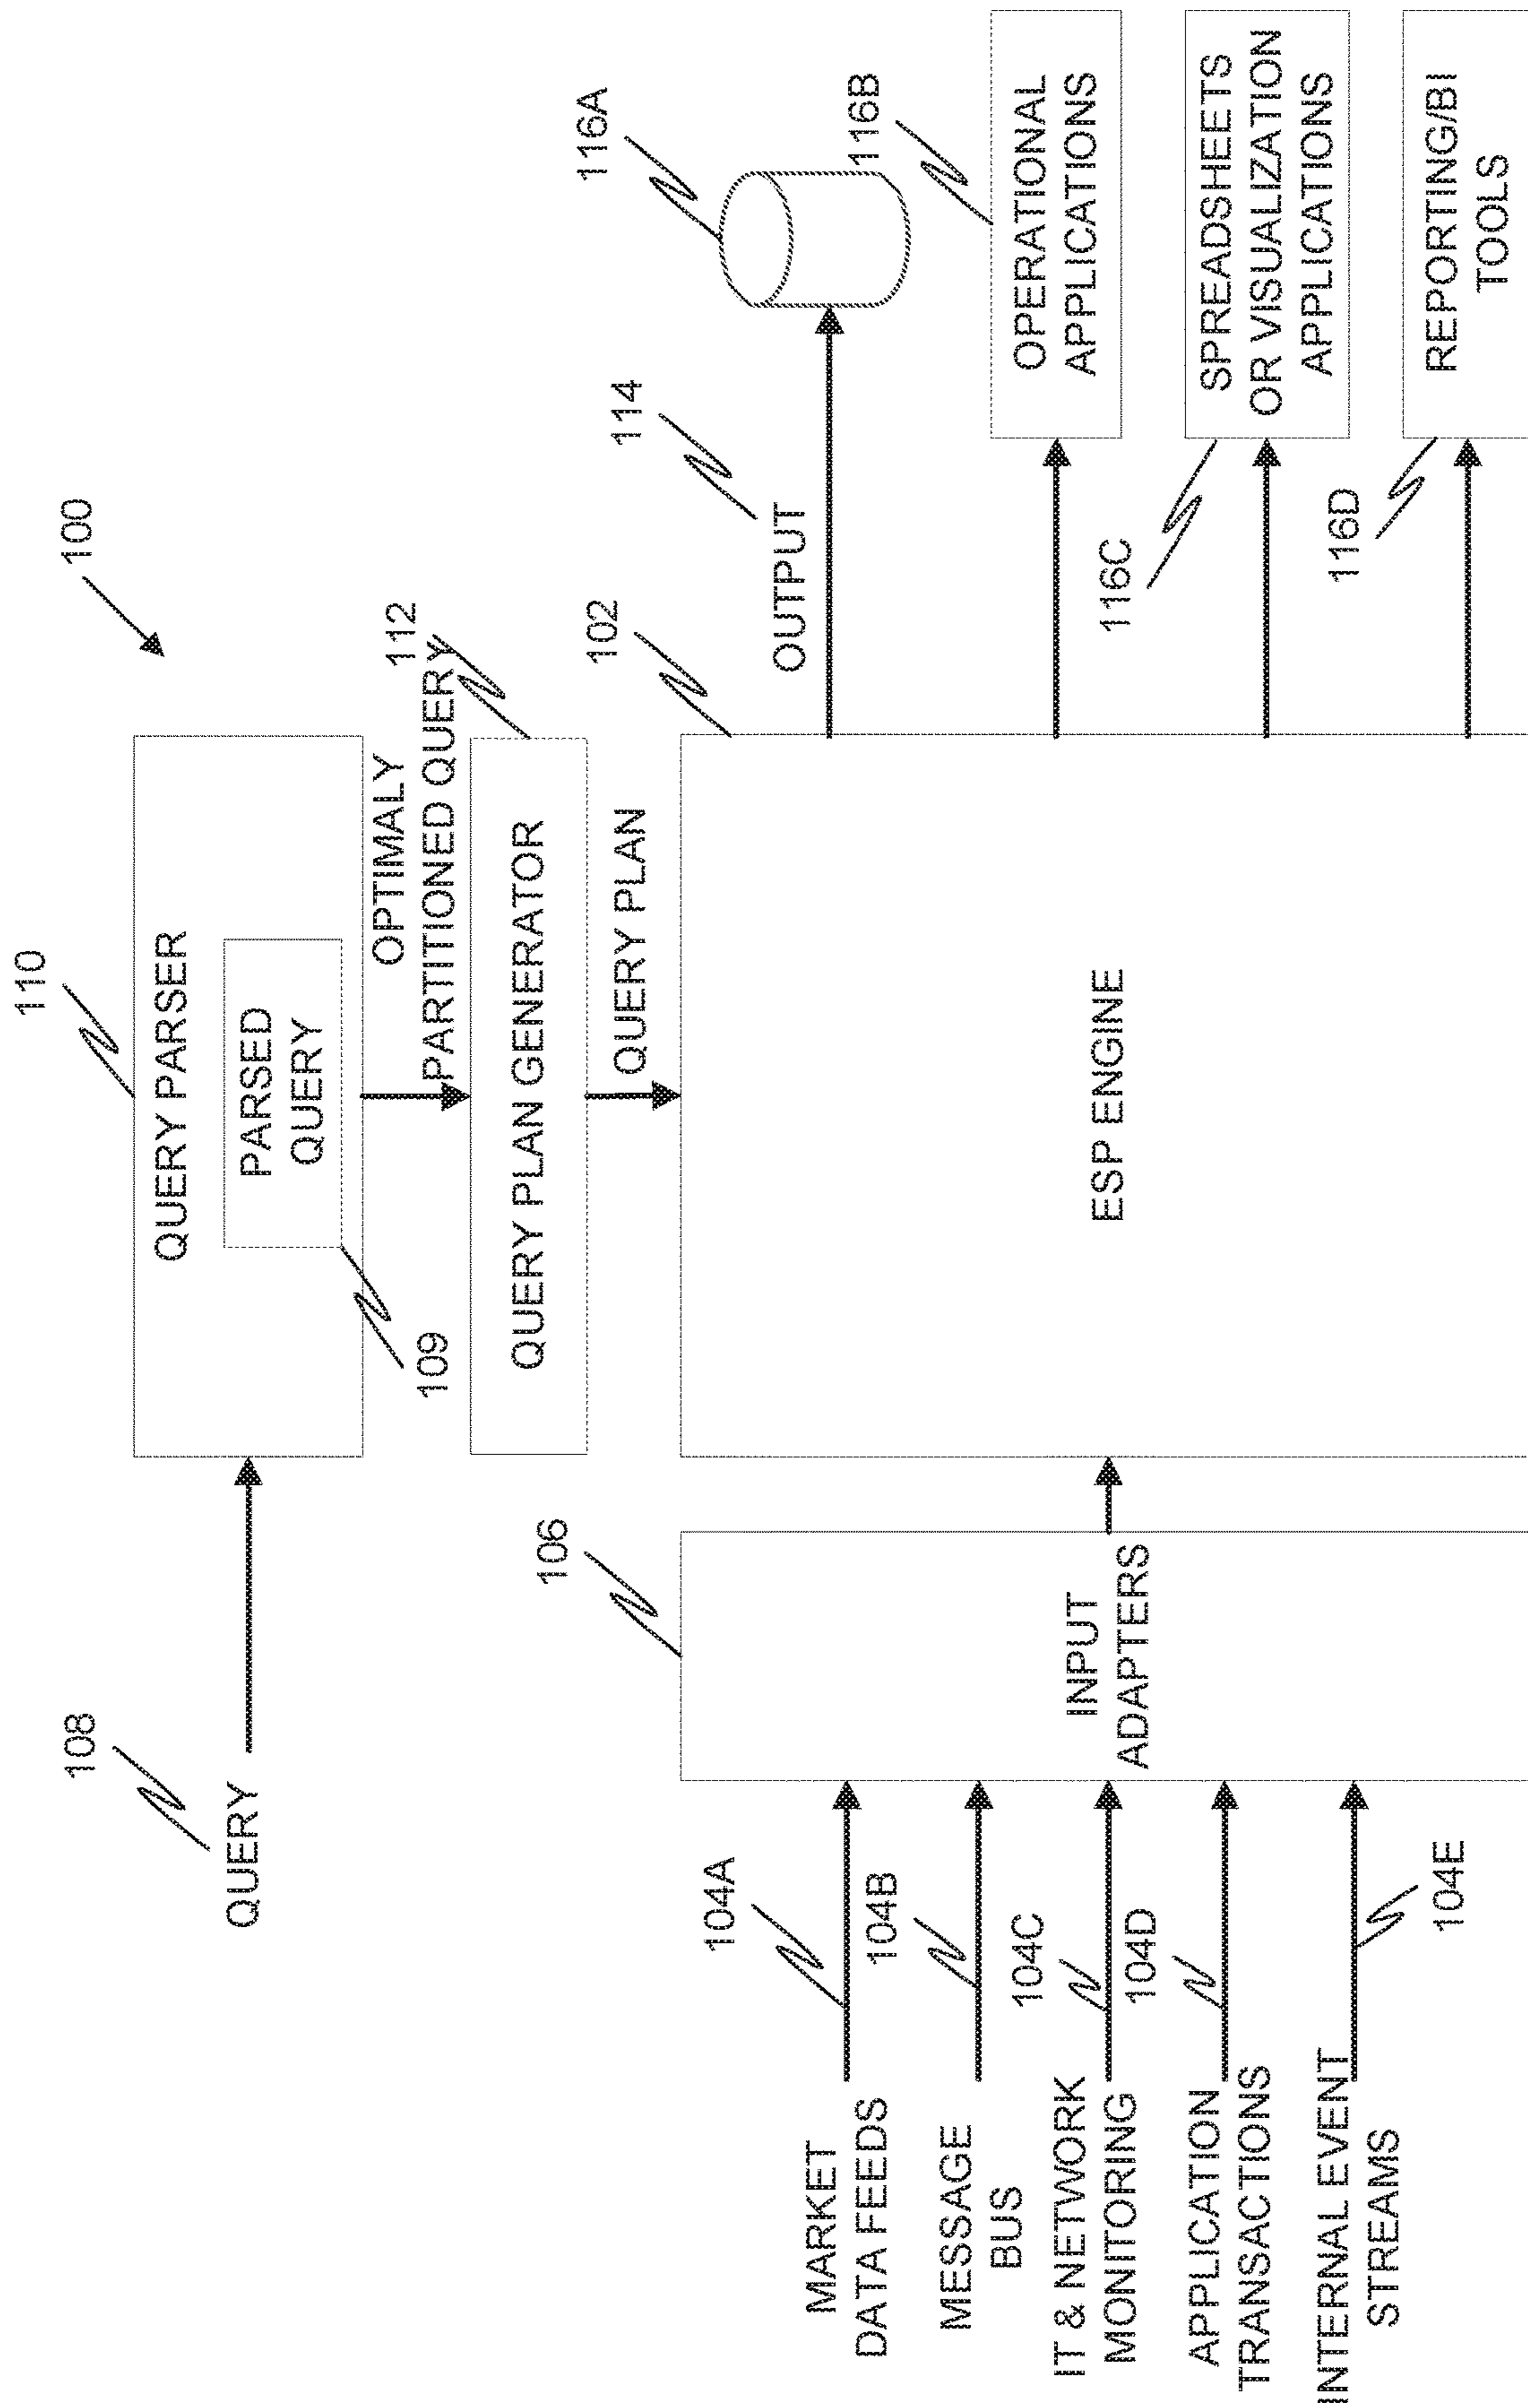 100
110
QUERY PARSER
PARSED
QUERY
109
108
QUERY
OPTIMALY
PARTITIONED QUERY
112
QUERY PLAN GENERATOR
QUERY PLAN
102
ESP ENGINE
106
INPUT
ADAPTERS
104A
MARKET
DATA FEEDS
104B
MESSAGE
BUS
104C
IT & NETWORK
MONITORING
104D
APPLICATION
TRANSACTIONS
104E
INTERNAL EVENT
STREAMS
114
OUTPUT
116A
116B
OPERATIONAL
APPLICATIONS
116C
SPREADSHEETS
OR VISUALIZATION
APPLICATIONS
116D
REPORTING/BI
TOOLS